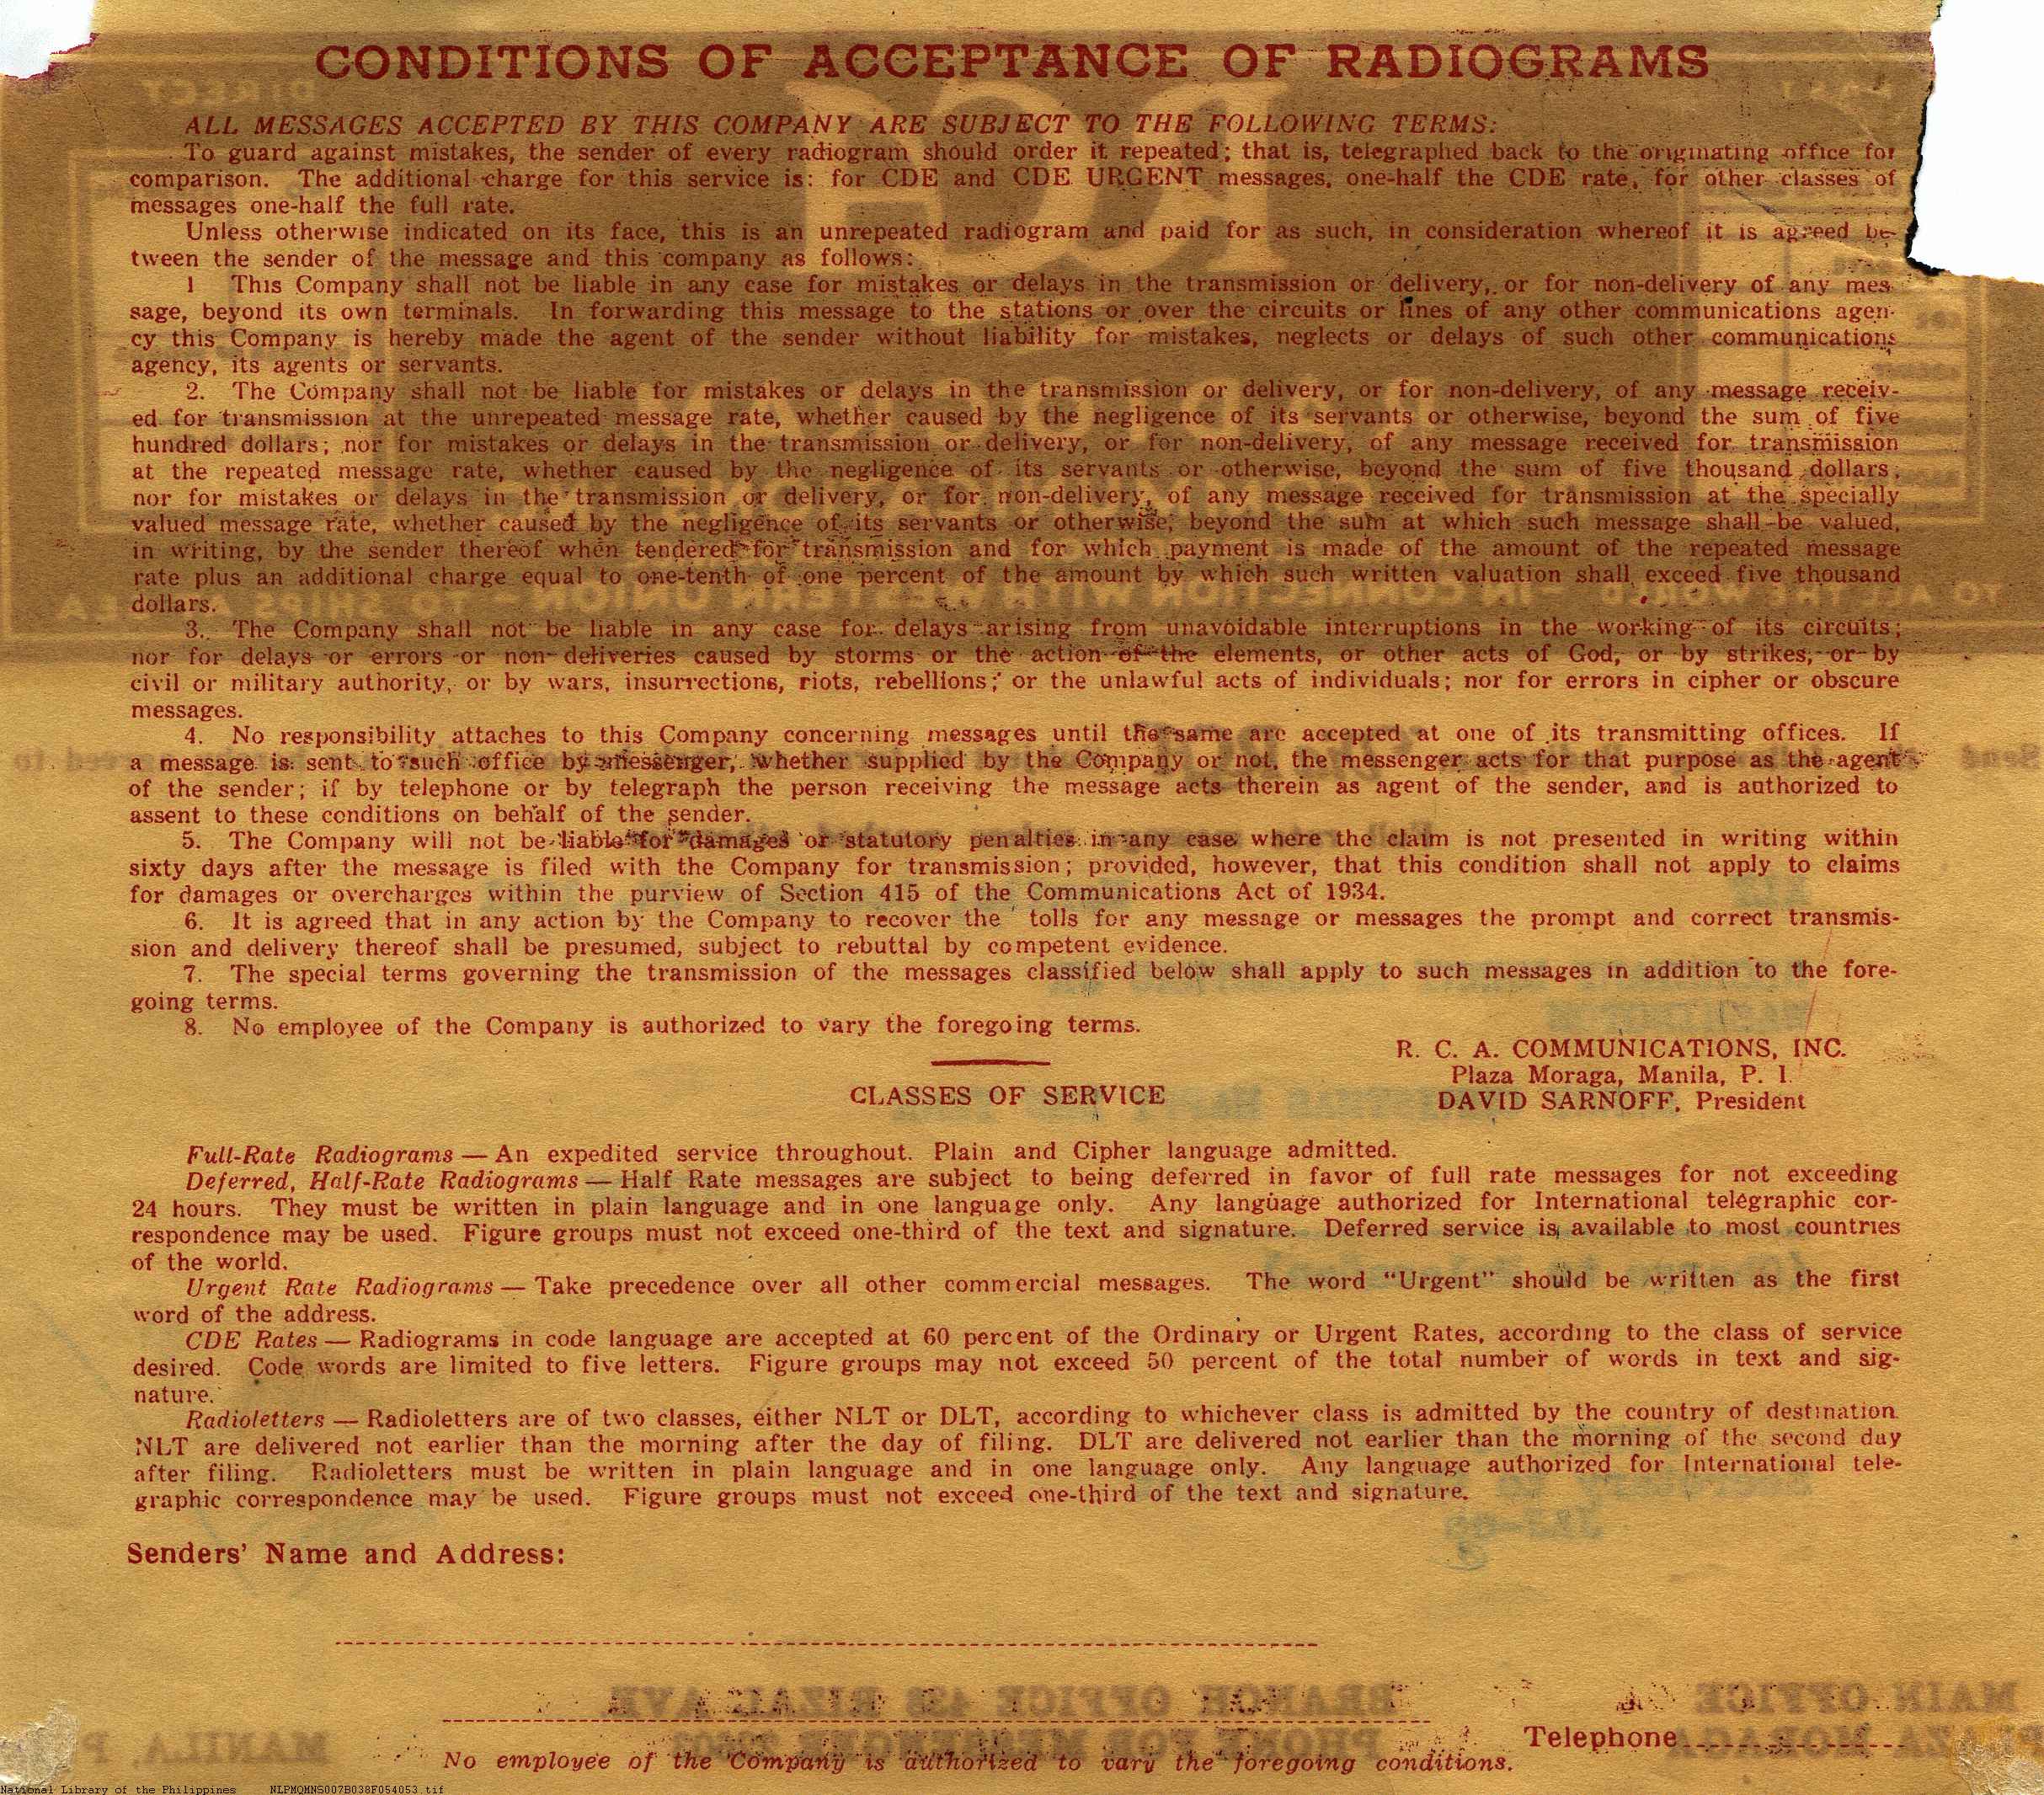 CONDITIONS OF ACCEPTANCE OF RADIOGRAMS
ALL MESSAGES ACCEPTED BY THIS COMPANY ARE SUBJECT TO THE FOLLOWING TERMS:
To guard against mistakes, the sender of every radiogram should order it repeated; that is, telegraphed back to the originating office for
comparison. The additional charge for this service is: for CDE and CDE URGENT messages, one-half the CDE rate, for other classes of
messages one-half the full rate.
Unless otherwise indicated on its face, this is an unrepeated radiogram and paid for as such, in consideration whereof it is agreed be-
tween the sender of the message and this company as follows:
1 This Company shall not be liable in any case for mistakes or delays in the transmission or delivery, or for non-delivery of any mes
sage, beyond its own terminals. In forwarding this message to the stations or over the circuits or lines of any other communications agen-
cy this Company is hereby made the agent of the sender without liability for mistakes, neglects or delays of such other communications
agency, its agents or servants.
2. The Company shall not be liable for mistakes or delays in the transmission or delivery, or for non-delivery, of any message receiv-
ed for transmission at the unrepeated message rate, whether caused by the negligence of its servants or otherwise, beyond the sum of five
hundred dollars; nor for mistakes or delays in the transmission or delivery, or for non-delivery, of any message received for transmission
at the repeated message rate, whether caused by the negligence of its servants or otherwise, beyond the sum of five thousand dollars;
nor for mistakes or delays in the transmission or delivery, or for non-delivery, of any message received for transmission at the specially
valued message rate, whether caused by the negligence of its servants or otherwise, beyond the sum at which such message shall be valued,
in writing, by the sender thereof when tendered for transmission and for which payment is made of the amount of the repeated message
rate plus an additional charge equal to one-tenth of one percent of the amount by which such written valuation shall exceed five thousand
dollars.
3. The Company shall not be liable in any case for delays arising from unavoidable interruptions in the working of its circuits;
nor for delays or errors or non-deliveries caused by storms or the action of the elements, or other acts of God, or by strikes, or by
civil or military authority, or by wars, insurrections, riots, rebellions; or the unlawful acts of individuals; nor for errors in cipher or obscure
messages.
4. No responsibility attaches to this Company concerning messages until the same are accepted at one of its transmitting offices. If
a message is sent to such office by messenger, whether supplied by the Company or not, the messenger acts for that purpose as the agent
of the sender; if by telephone or by telegraph the person receiving the message acts therein as agent of the sender, and is authorized to
assent to these conditions on behalf of the sender.
5. The Company will not be liable for damages or statutory penalties in any case where the claim is not presented in writing within
sixty days after the message is filed with the Company for transmission; provided, however, that this condition shall not apply to claims
for damages or overcharges within the purview of Section 415 of the Communications Act of 1934.
6. It is agreed that in any action by the Company to recover the tolls for any message or messages the prompt and correct transmis-
sion and delivery thereof shall be presumed, subject to rebuttal by competent evidence.
7. The special terms governing the transmission of the messages classified below shall apply to such messages in addition to the fore-
going terms.
8. No employee of the Company is authorized to vary the foregoing terms.
R. C. A. COMMUNICATIONS, INC.
Plaza Moraga, Manila, P. I.
DAVID SARNOFF, President
CLASSES OF SERVICE
Full-Rate Radiograms — An expedited service throughout. Plain and Cipher language admitted.
Deferred, Half-Rate Radiograms — Half Rate messages are subject to being deferred in favor of full rate messages for not exceeding
24 hours. They must be written in plain language and in one language only. Any language authorized for International telegraphic cor-
respondence may be used. Figure groups must not exceed one-third of the text and signature. Deferred service is available to most countries
of the world.
Urgent Rate Radiograms — Take precedence over all other commercial messages. The word "Urgent" should be written as the first
word of the address.
CDE Rates — Radiograms in code language are accepted at 60 percent of the Ordinary or Urgent Rates, according to the class of service
desired. Code words are limited to five letters. Figure groups may not exceed 50 percent of the total number of words in text and sig-
nature.
Radioletters — Radioletters are of two classes, either NLT or DLT, according to whichever class is admitted by the country of destination.
NLT are delivered not earlier than the morning after the day of filing. DLT are delivered not earlier than the morning of the second day
after filing. Radioletters must be written in plain language and in one language only. Any language authorized for International tele-
graphic correspondence may be used. Figure groups must not exceed one-third of the text and signature.
Senders' Name and Address:
Telephone
No employee of the Company is authorized to vary the foregoing conditions.
National Library of the Philippines NLPMQMNS007B038F054053.tif